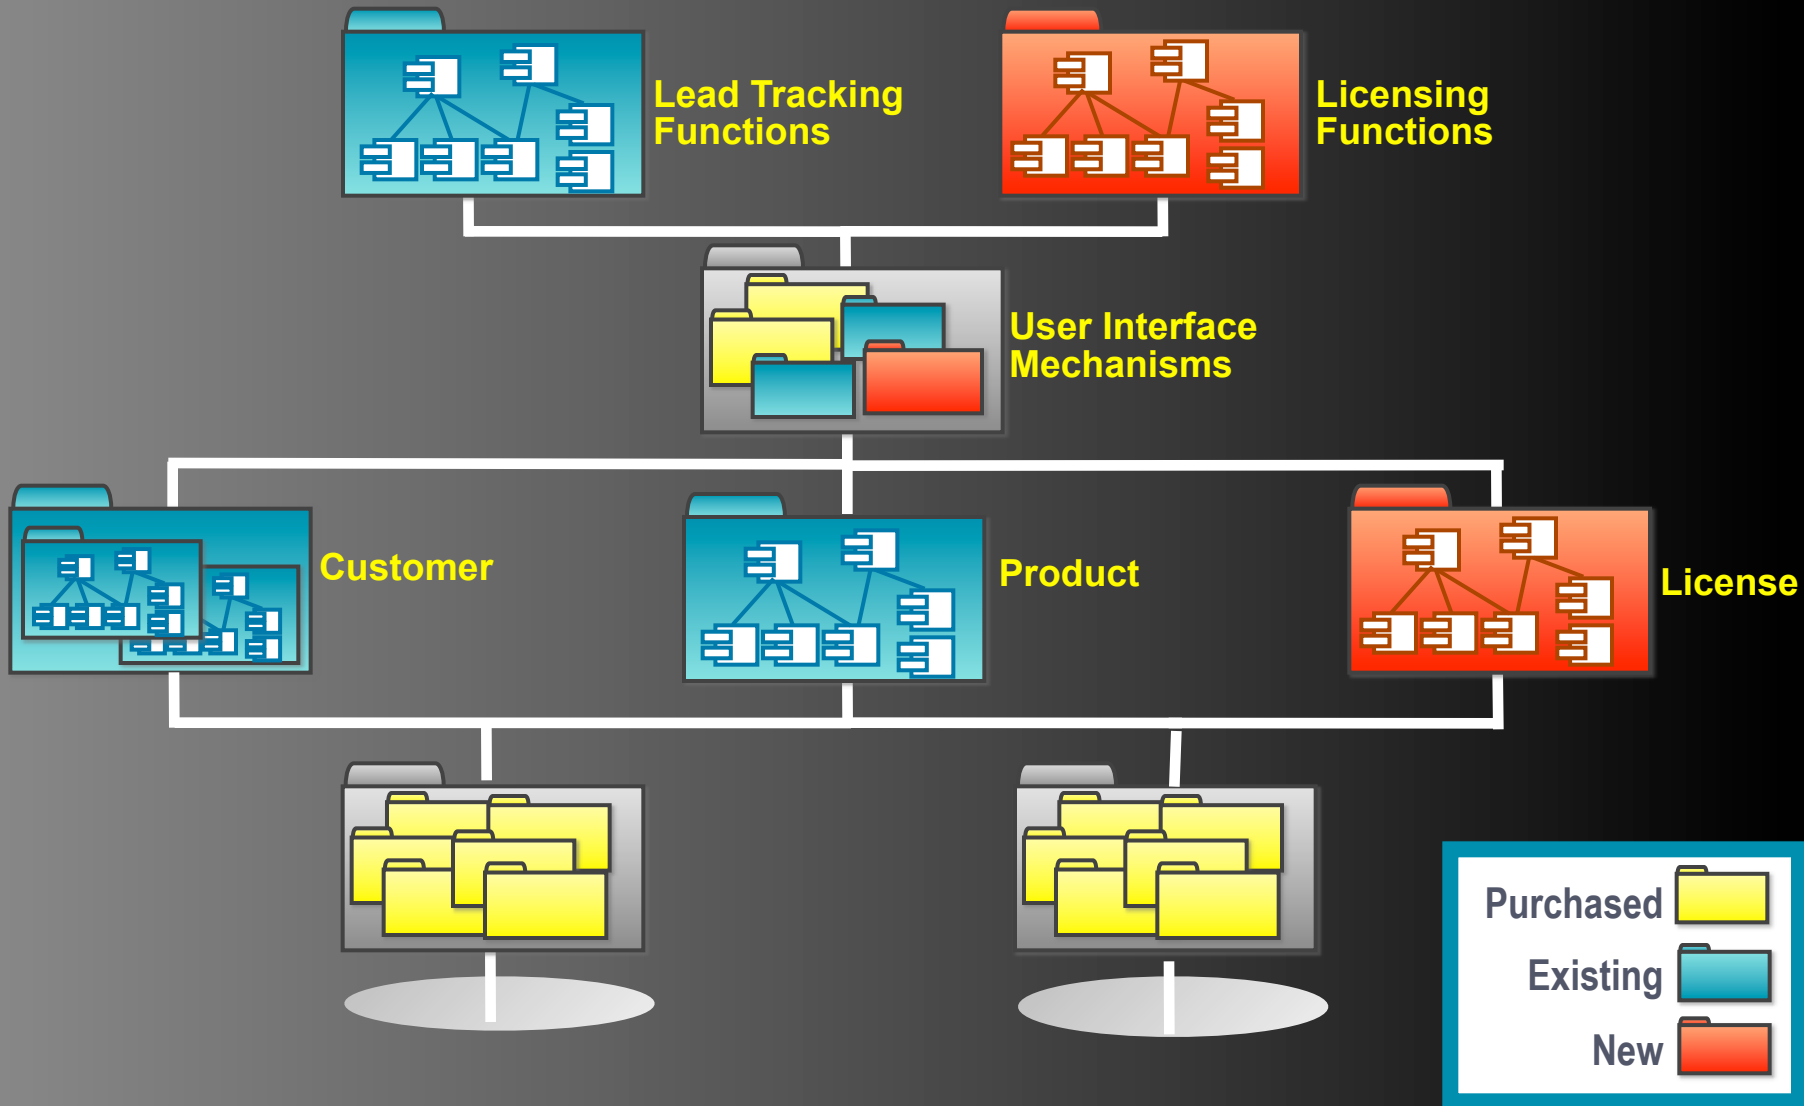 Lead Tracking
Functions
Licensing
Functions
User Interface
Mechanisms
Customer
Product
License
Purchased
Existing
New